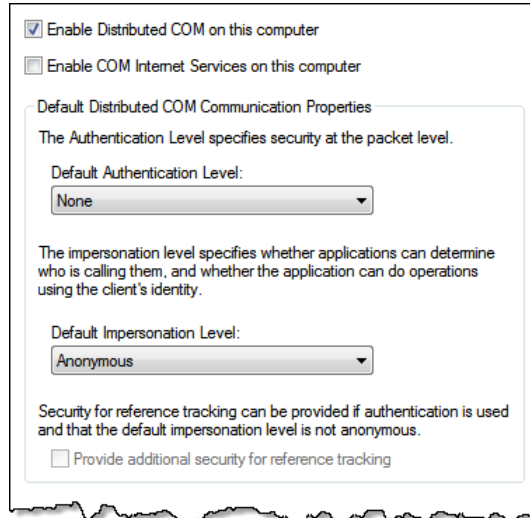 Enable Distributed COM on this computer
Enable COM Internet Services on this computer
Default Distributed COM Communication Properties
The Authentication Level specifies security at the packet level.
Default Authentication Level:
None
The impersonation level specifies whether applications can determine
who is calling them, and whether the application can do operations
using the client's identity.
Default Impersonation Level:
Anonymous
Security for reference tracking can be provided if authentication is used
and that the default impersonation level is not anonymous.
Provide additional security for reference tracking